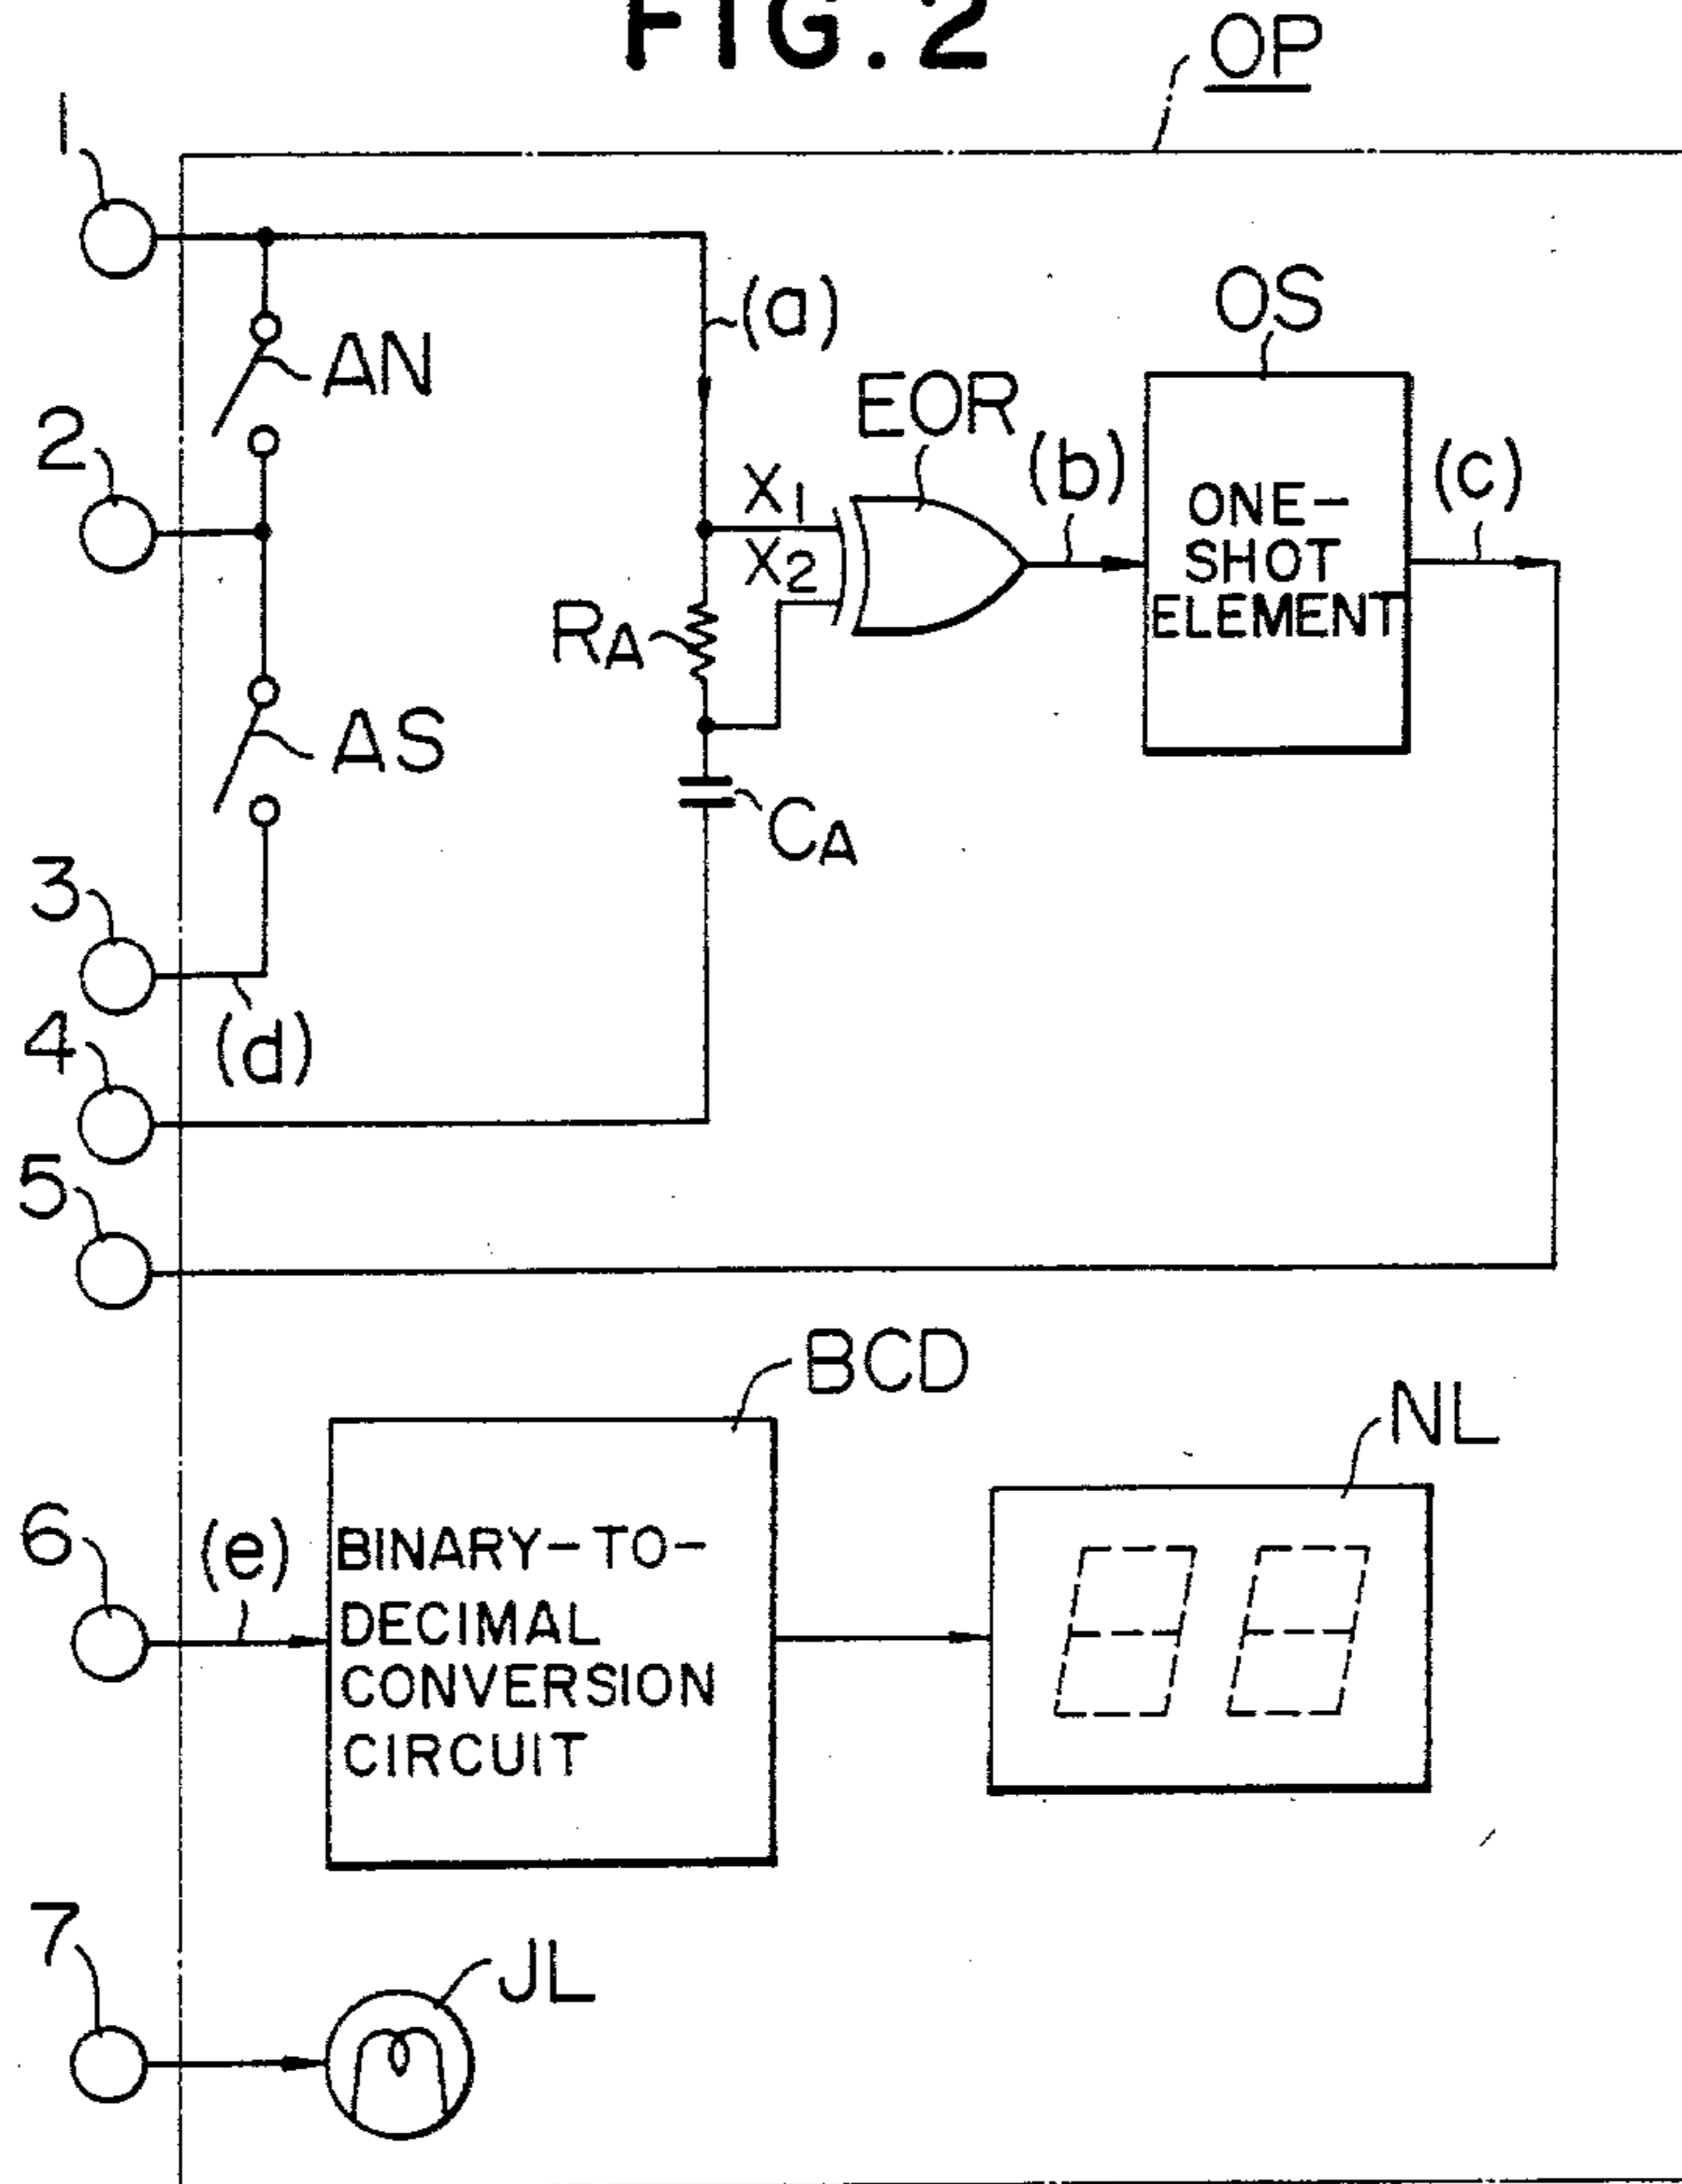 FIG.2
OP
1
(a)
OS
AN
EOR
2
(b)
(c)
X1
ONE-
X2
SHOT
RA
ELEMENT
AS
CA
3
(d)
4
5
BCD
NL
6
(e)
BINARY-TO-
DECIMAL
CONVERSION
CIRCUIT
7
JL